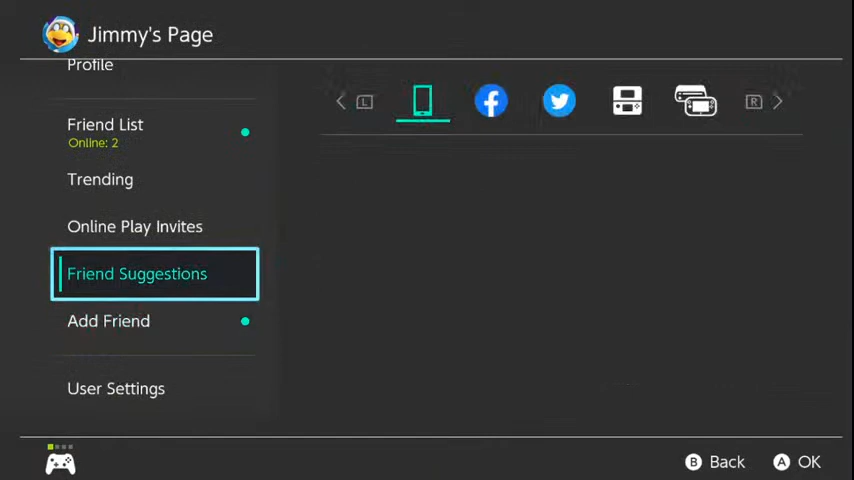 Jimmy's Page
Profile
Friend List
Online: 2
Trending
Online Play Invites
Friend Suggestions
Add Friend
User Settings
L
R
B Back
A OK